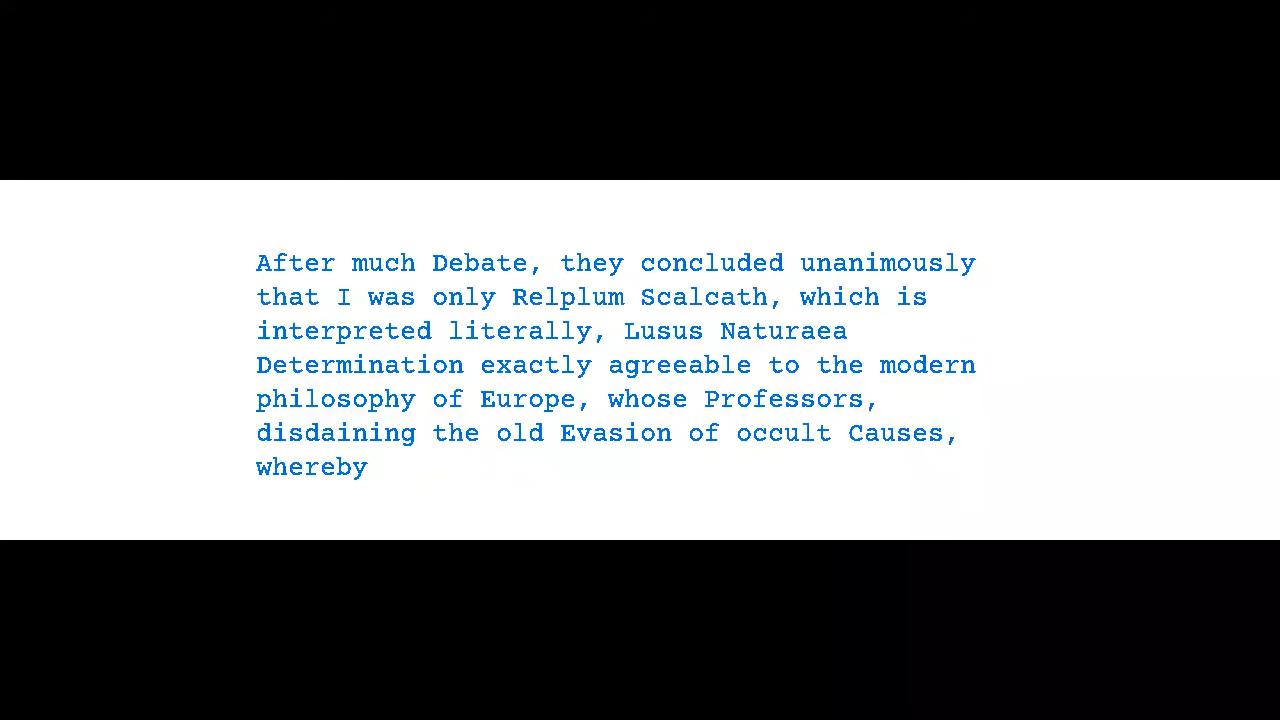 After much Debate, they concluded unanimously
that I was only Relplum Scalcath, which is
interpreted literally, Lusus Naturaea
Determination exactly agreeable to the modern
philosophy of Europe, whose Professors,
disdaining the old Evasion of occult Causes,
whereby